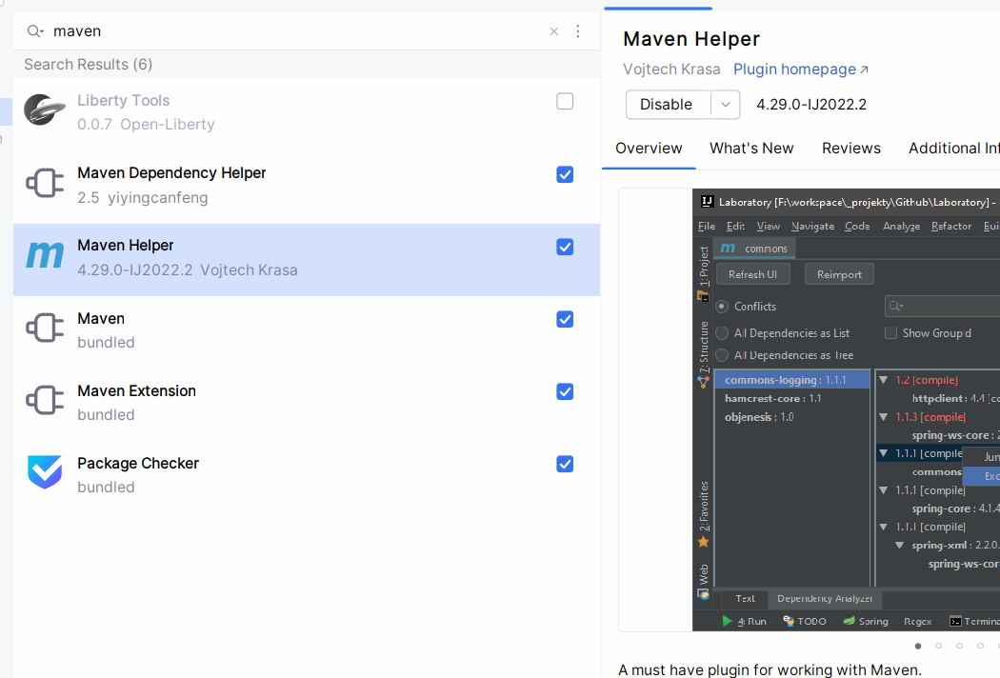 maven
Search Results (6)
Liberty Tools
0.0.7 Open-Liberty
Maven Dependency Helper
2.5 yiyingcanfeng
Maven Helper
4.29.0-IJ2022.2 Vojtech Krasa
Maven
bundled
Maven Extension
bundled
Package Checker
bundled
Maven Helper
Vojtech Krasa Plugin homepage
Disable 4.29.0-IJ2022.2
Overview What's New Reviews Additional Inf
Laboratory [F:\workspace\_projekty\Github\Laboratory] -
File Edit View Navigate Code Analyze Refactor Bui
m commons
Refresh UI Reimport
Conflicts
All Dependencies as List Show GroupId
All Dependencies as Tree
commons-logging : 1.1.1
hamcrest-core : 1.1
objenesis : 1.0
1.2 [compile]
httpclient : 4.4 [co
1.1.3 [compile]
spring-ws-core : 2
1.1.1 [compile Jun
commons Exc
1.1.1 [compile]
spring-core : 4.1.4
1.1.1 [compile]
spring-xml : 2.2.0.
spring-ws-cor
1: Project
7: Structure
2: Favorites
Web
Text Dependency Analyzer
4: Run TODO Spring Regex Termina
A must have plugin for working with Maven.